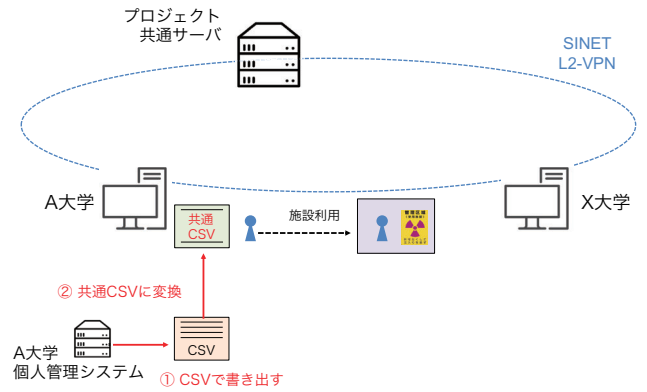 プロジェクト
共通サーバ
SINET
L2-VPN
A大学
X大学
共通
CSV
施設利用
管理区域
② 共通CSVに変換
A大学
個人管理システム
CSV
① CSVで書き出す